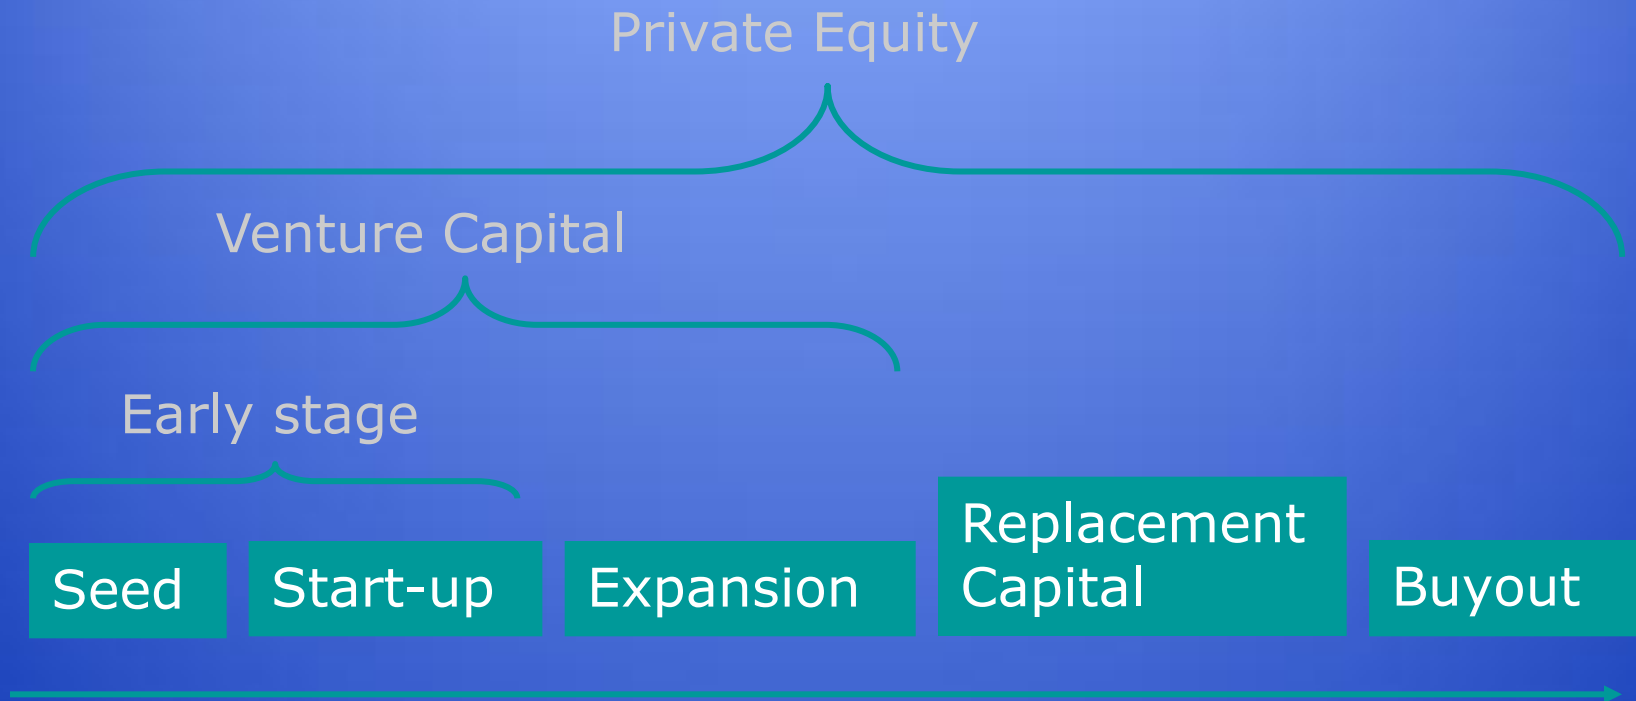 Private Equity
Venture Capital
Early stage
Seed
Start-up
Expansion
Replacement
Capital
Buyout